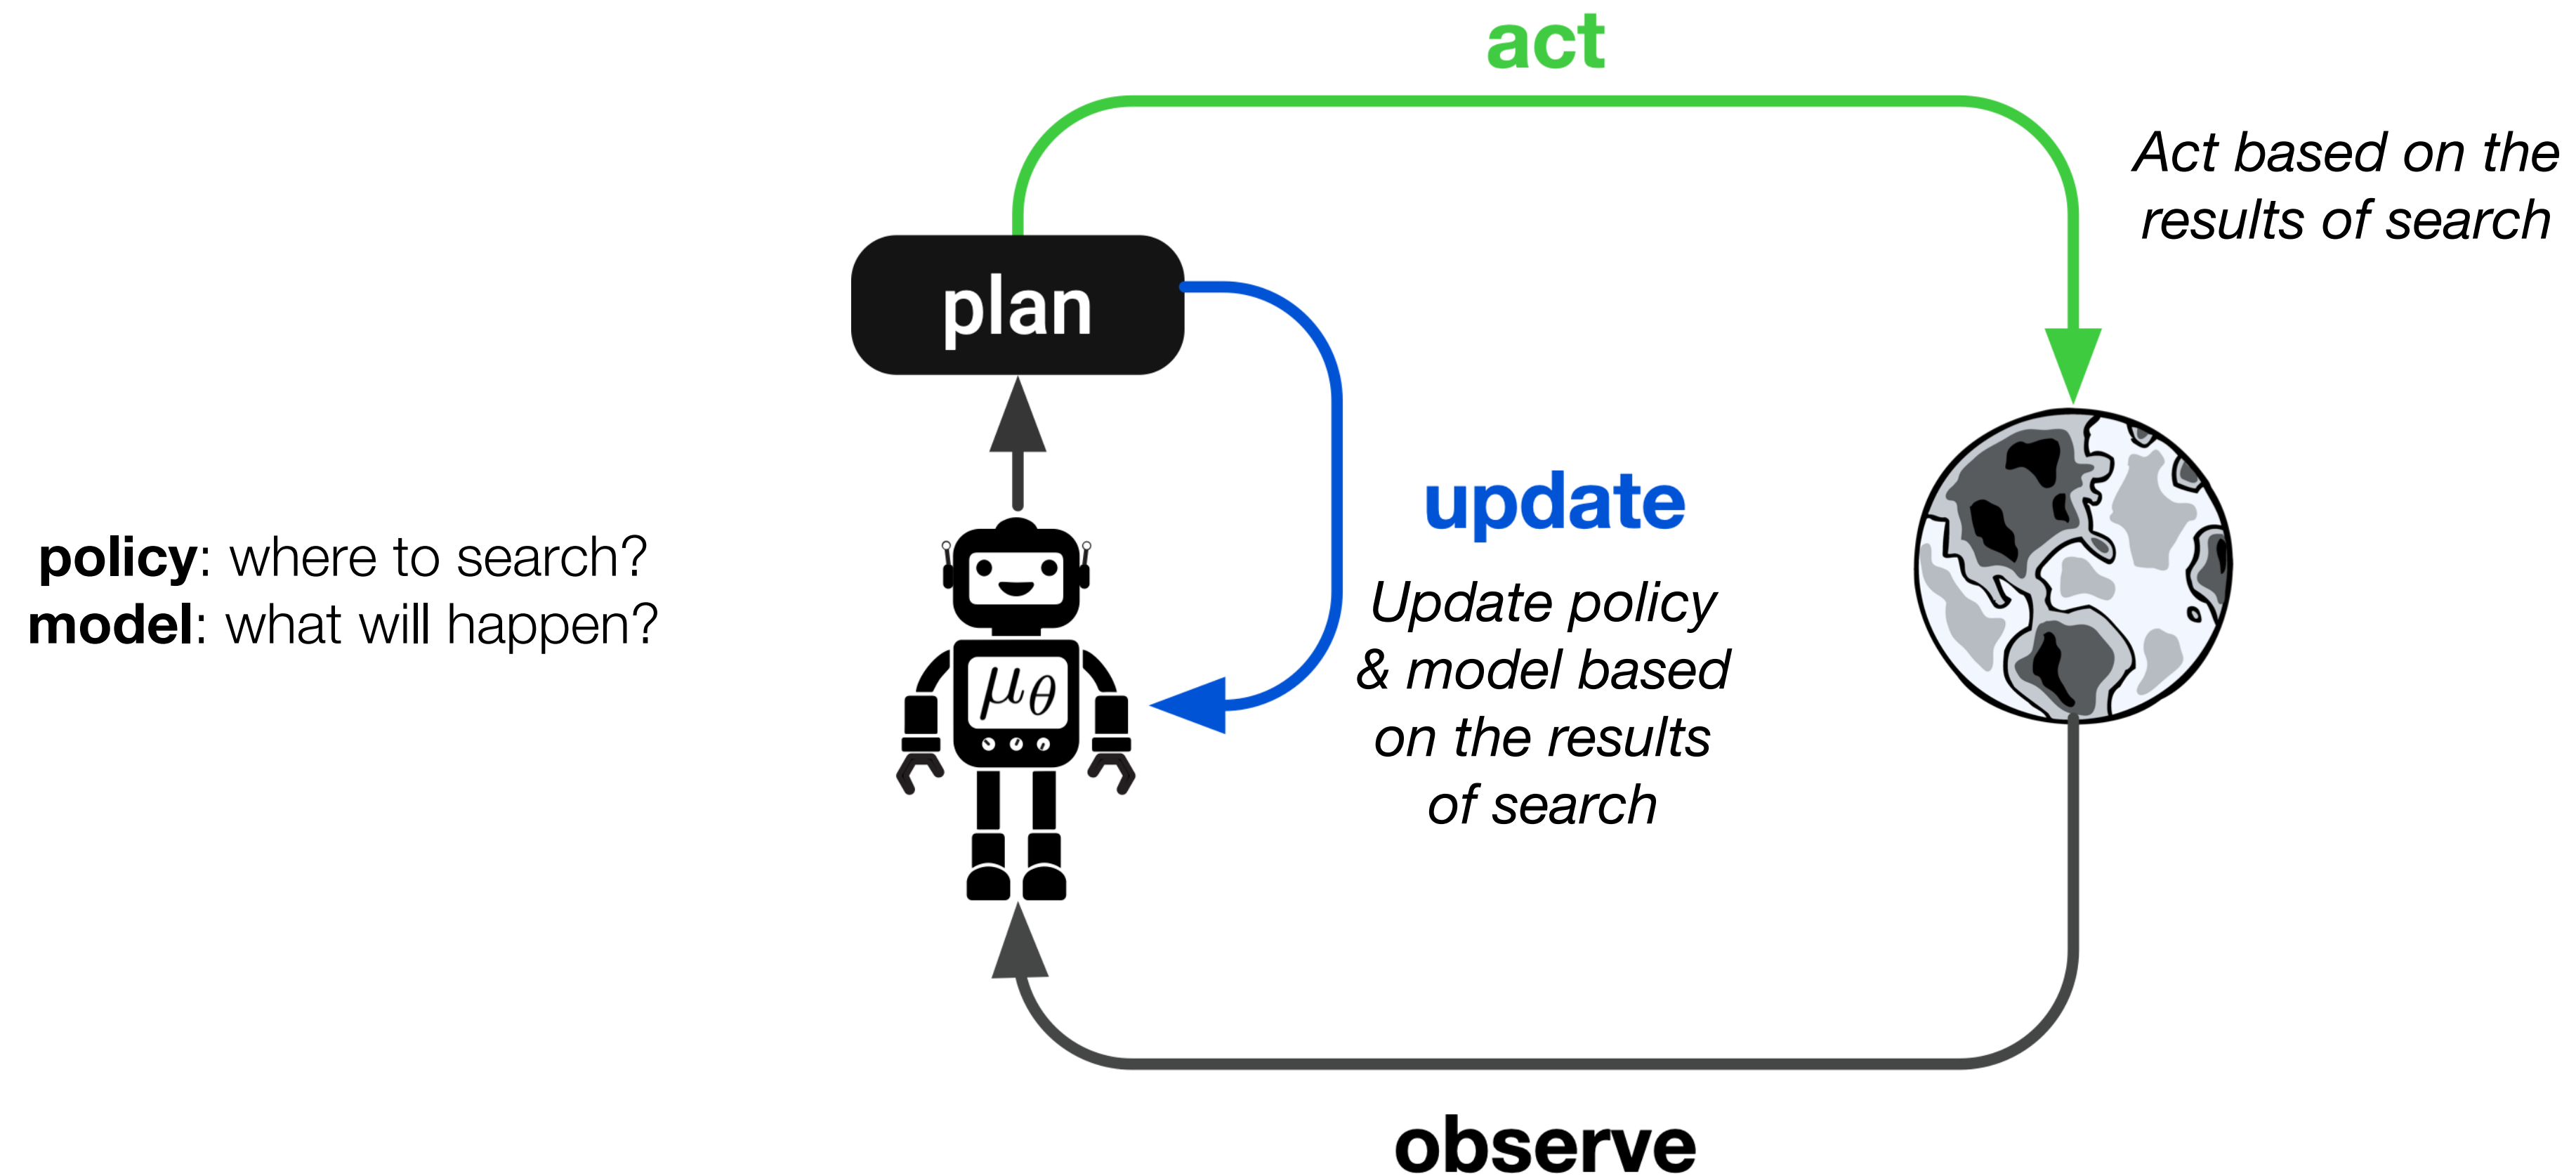 act
Act based on the
results of search
plan
update
policy: where to search?
model: what will happen?
Update policy
& model based
on the results
of search
μθ
observe